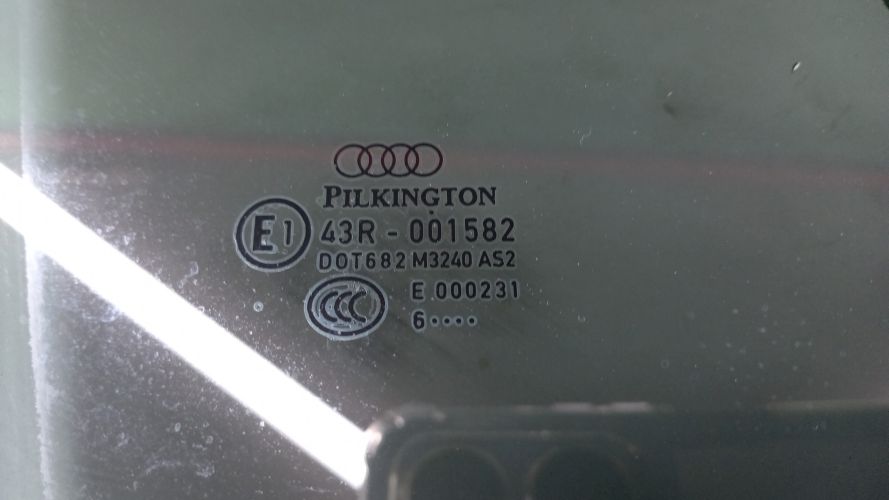 PILKINGTON
E1 43R - 001582
DOT682 M3240 AS2
CCC E 000231
6••••